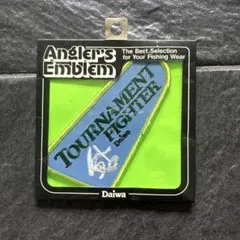 Angler's
Emblem
The Best Selection
for Your Fishing Wear
TOURNAMENT
FIGHTER
Daiwa
Daiwa